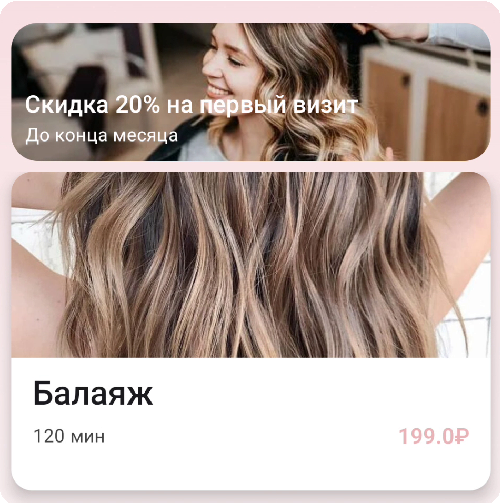 Скидка 20% на первый визит
До конца месяца
Балаяж
120 мин
199.0₽